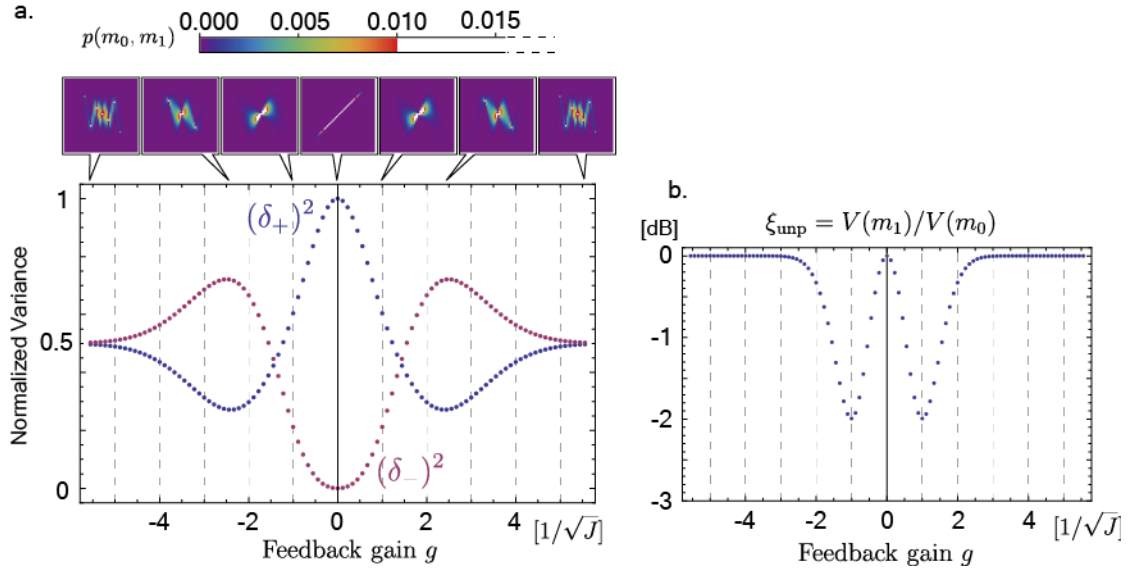 a.
0.000 0.005 0.010 0.015
p(m₀, m₁)
(δ₊)²
(δ₋)²
Normalized Variance
1
0.5
0
-4 -2 0 2 4 [1/√J]
Feedback gain g
b.
[dB] ξunp = V(m₁)/V(m₀)
0
-1
-2
-3
-4 -2 0 2 4 [1/√J]
Feedback gain g